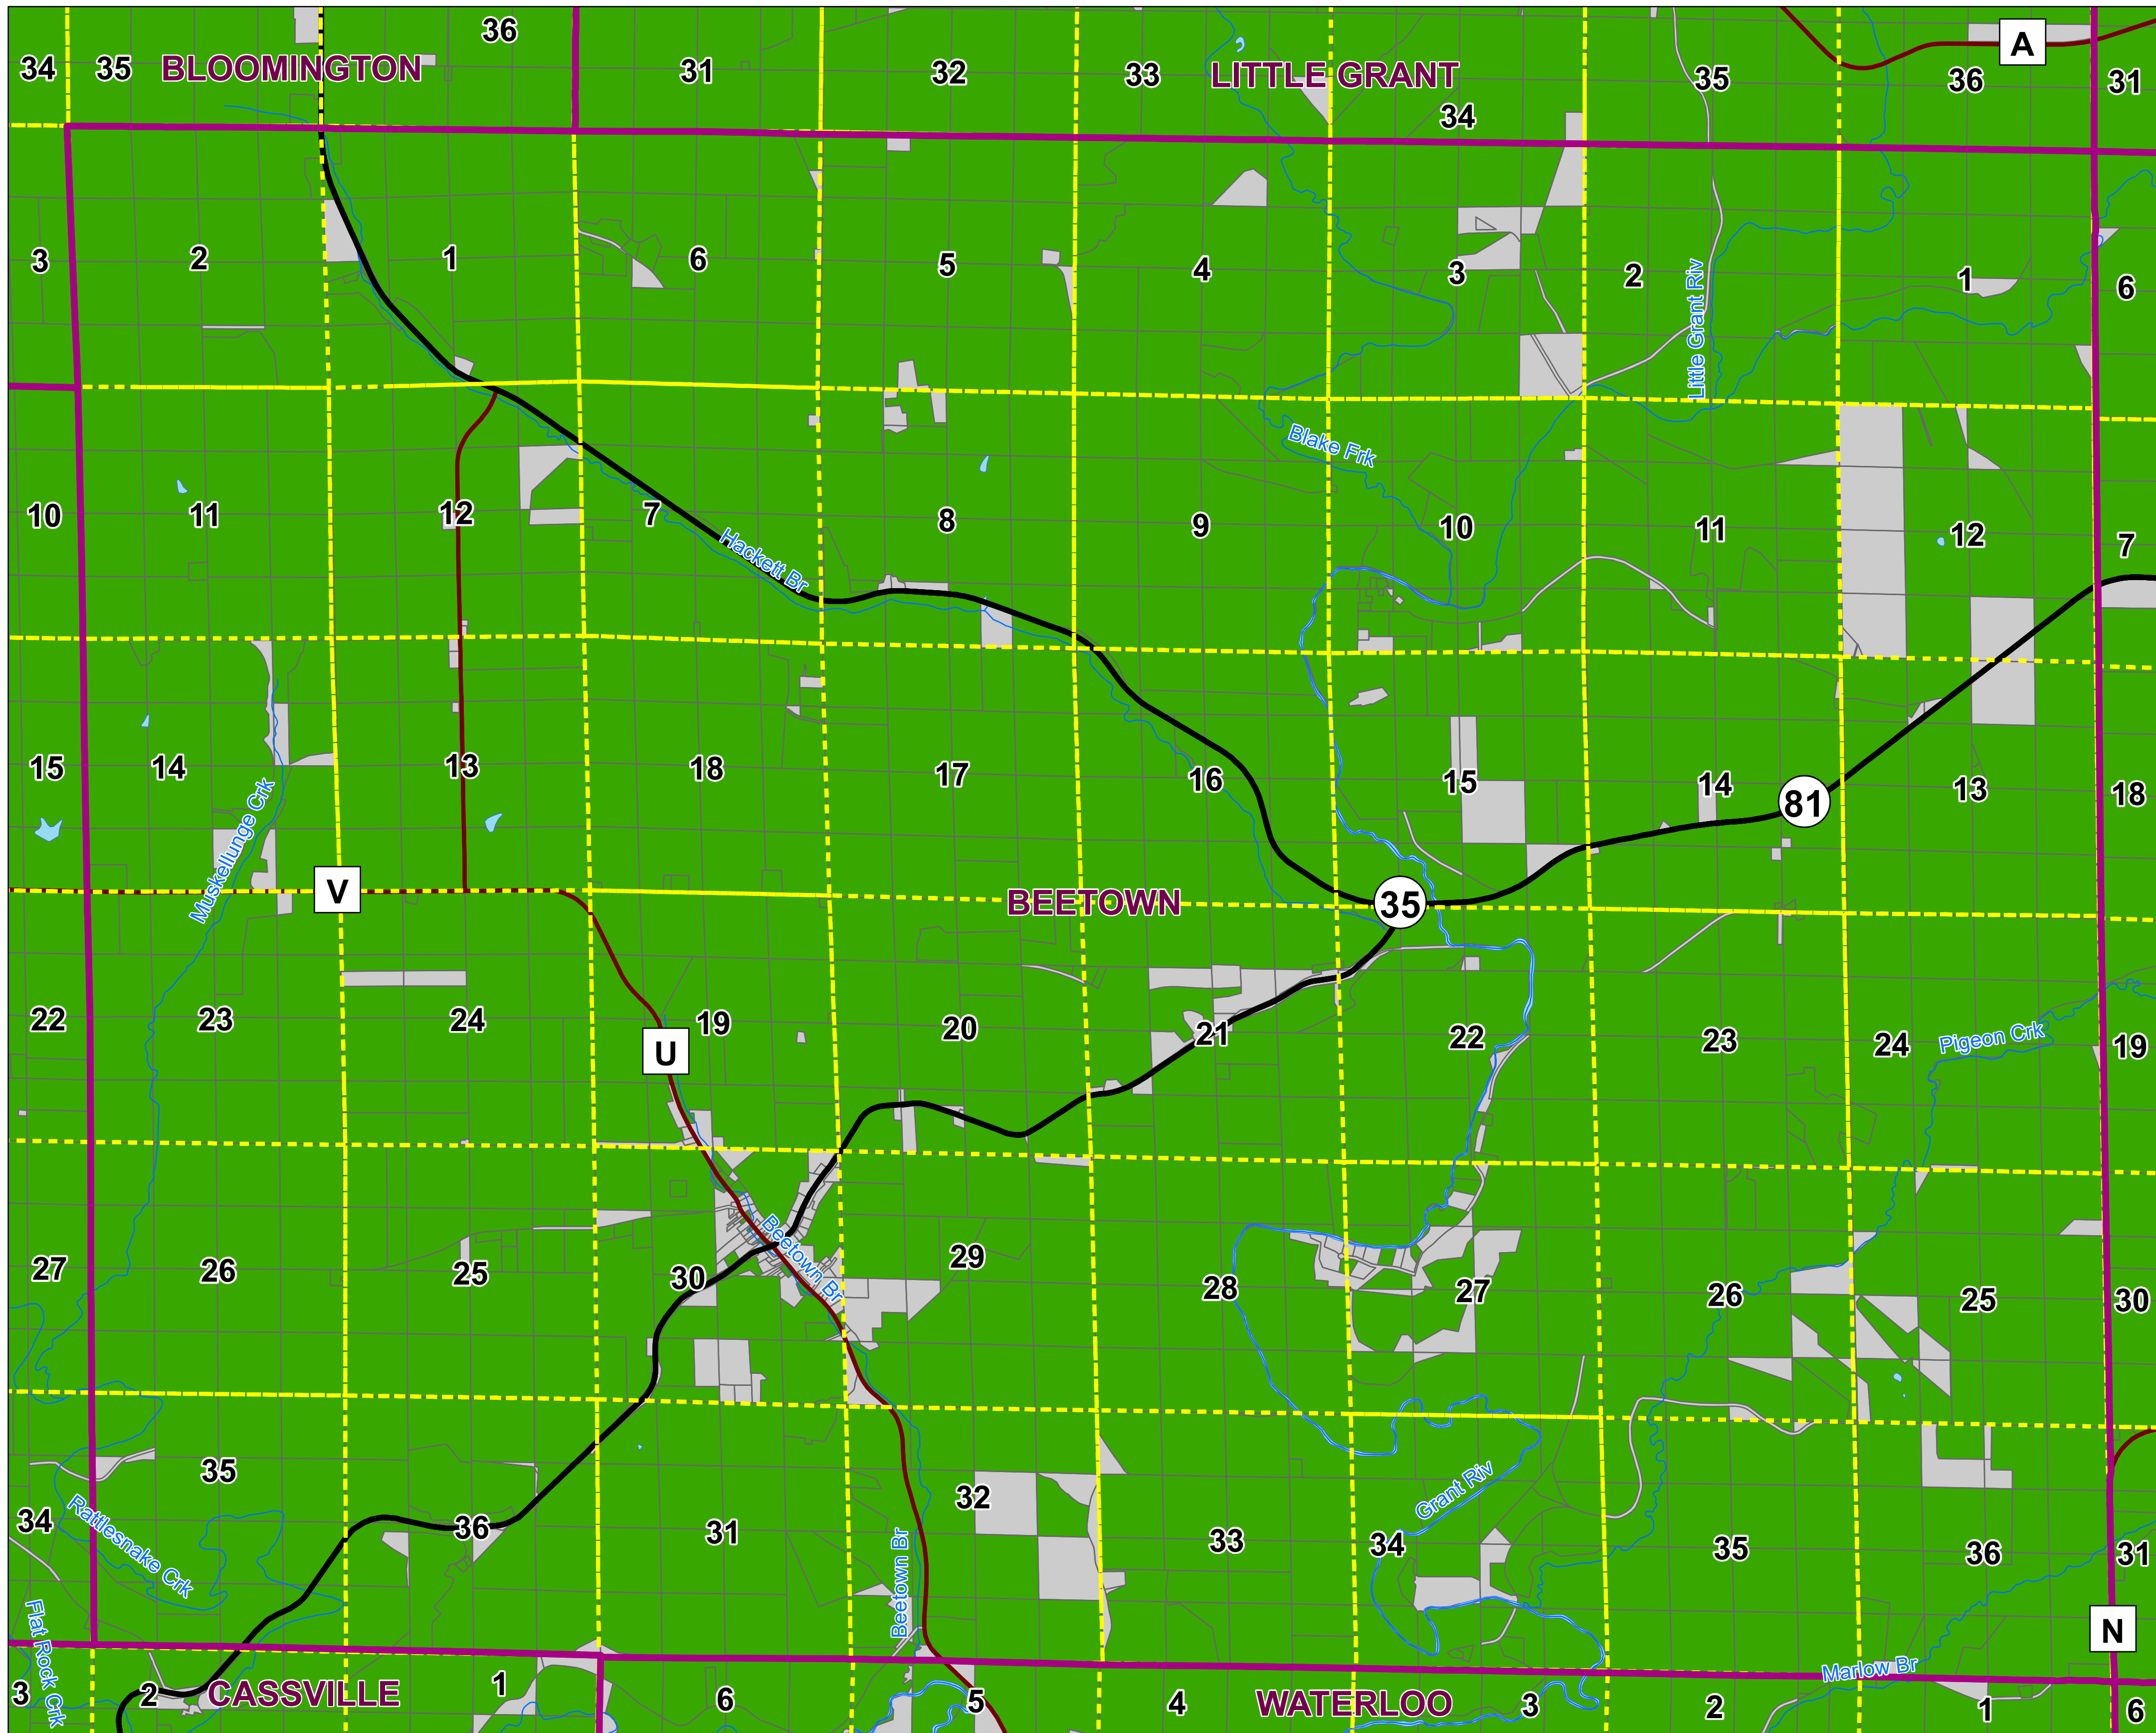 36
A
34 35 BLOOMINGTON 31 32 33 LITTLE GRANT 35 36 31
34
3 2 1 6 5 4 3 2 1 6
Little Grant Riv
Blake Frk
10 11 12 7 8 9 10 11 12 7
Hackett Br
15 14 13 18 17 16 15 14 13 18
81
Muskellunge Crk
V BEETOWN 35
22 23 24 19 20 21 22 23 24 19
U
Pigeon Crk
Beetown Br
27 26 25 30 29 28 27 26 25 30
35 32
Grant Riv
34 36 31 33 34 35 36 31
Rattlesnake Crk
Beetown Br
Flat Rock Crk
N
Marlow Br
3 2 CASSVILLE 1 6 5 4 WATERLOO 3 2 1 6